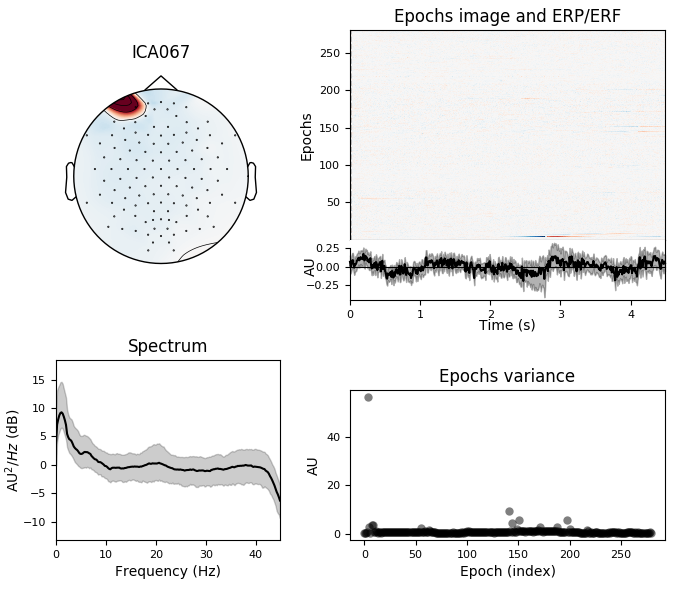 ICA067
Epochs image and ERP/ERF
250
200
150
100
50
Epochs
0.25
0.00
−0.25
AU
0 1 2 3 4
Time (s)
Spectrum
15
10
5
0
−5
−10
AU²/Hz (dB)
0 10 20 30 40
Frequency (Hz)
Epochs variance
40
20
0
AU
0 50 100 150 200 250
Epoch (index)